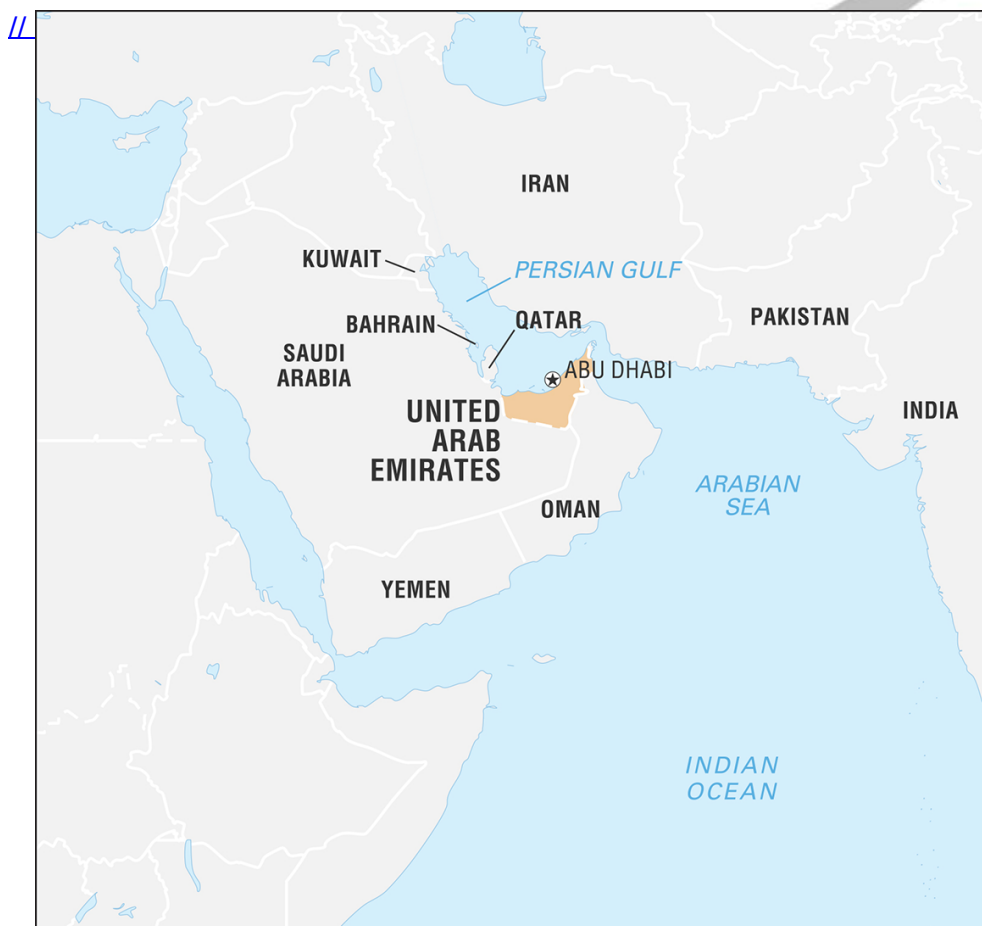 //
IRAN
KUWAIT
PERSIAN GULF
BAHRAIN
QATAR
PAKISTAN
SAUDI
ARABIA
ABU DHABI
UNITED
ARAB
EMIRATES
INDIA
ARABIAN
SEA
OMAN
YEMEN
INDIAN
OCEAN